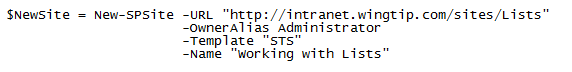 $NewSite = New-SPSite -URL "http://intranet.wingtip.com/sites/Lists"
-OwnerAlias Administrator
-Template "STS"
-Name "Working with Lists"